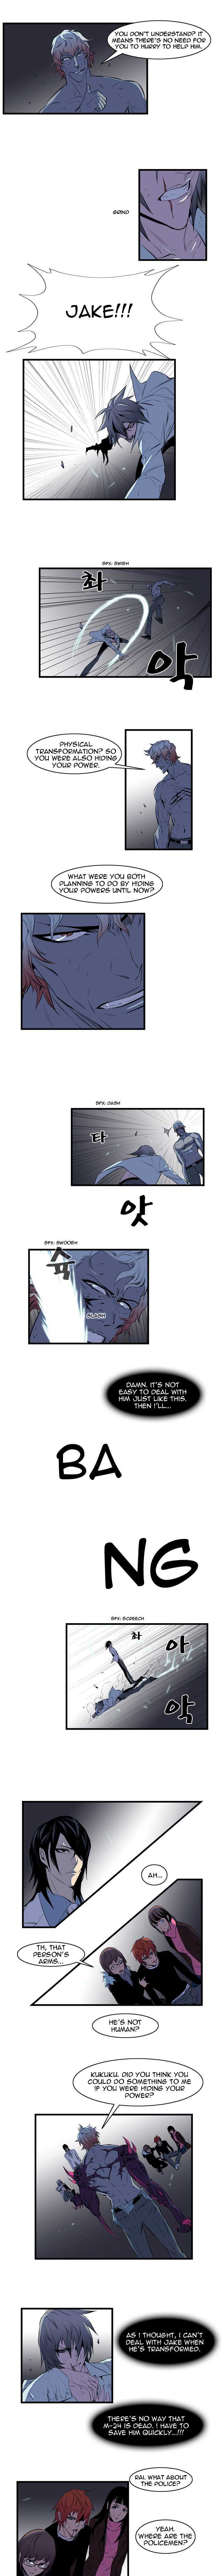 YOU DON'T UNDERSTAND? IT
MEANS THERE'S NO NEED FOR
YOU TO HURRY TO HELP HIM.
GRIND
JAKE!!!
SFX: SWISH
촤
악
PHYSICAL
TRANSFORMATION? SO
YOU WERE ALSO HIDING
YOUR POWER.
WHAT WERE YOU BOTH
PLANNING TO DO BY HIDING
YOUR POWERS UNTIL NOW?
SFX: DASH
타
앗
SFX: SWOOSH
슉
SLASH
DAMN. IT'S NOT
EASY TO DEAL WITH
HIM JUST LIKE THIS.
THEN I'LL...
BA
NG
SFX: SCREECH
촤
아
악
AH...
TH, THAT
PERSON'S
ARMS...
HE'S NOT
HUMAN?
KUKUKU. DID YOU THINK YOU
COULD DO SOMETHING TO ME
IF YOU WERE HIDING YOUR
POWER?
AS I THOUGHT, I CAN'T
DEAL WITH JAKE WHEN
HE'S TRANSFORMED.
THERE'S NO WAY THAT
M-24 IS DEAD. I HAVE TO
SAVE HIM QUICKLY...!!!
RAI, WHAT ABOUT
THE POLICE?
YEAH.
WHERE ARE THE
POLICEMEN?